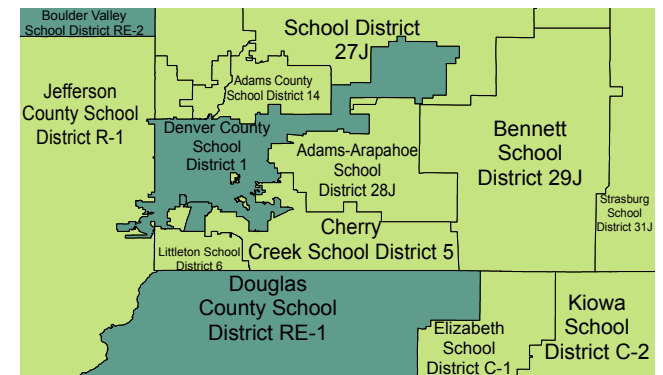 Boulder Valley
School District RE-2
School District
27J
Jefferson
County School
District R-1
Adams County
School District 14
Denver County
School
District 1
Adams-Arapahoe
School
District 28J
Bennett
School
District 29J
Strasburg
School
District 31J
Cherry
Creek School District 5
Littleton School
District 6
Douglas
County School
District RE-1
Elizabeth
School
District C-1
Kiowa
School
District C-2